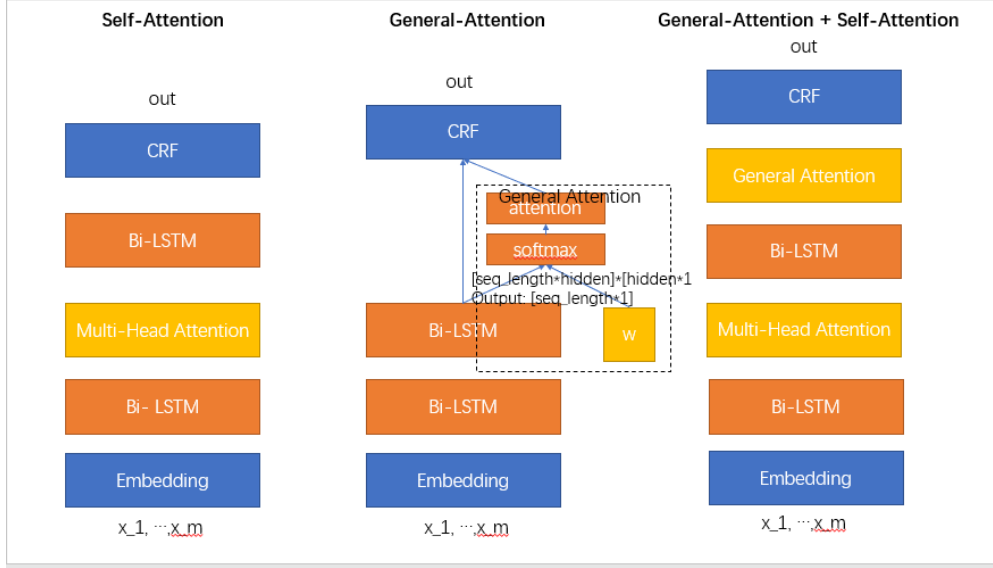 Self-Attention
out
CRF
Bi-LSTM
Multi-Head Attention
Bi- LSTM
Embedding
x_1, ···,x_m
General-Attention
out
CRF
General Attention
attention
softmax
[seq_length*hidden]*[hidden*1
Output: [seq_length*1]
Bi-LSTM
w
Bi-LSTM
Embedding
x_1, ···,x_m
General-Attention + Self-Attention
out
CRF
General Attention
Bi-LSTM
Multi-Head Attention
Bi-LSTM
Embedding
x_1, ···,x_m